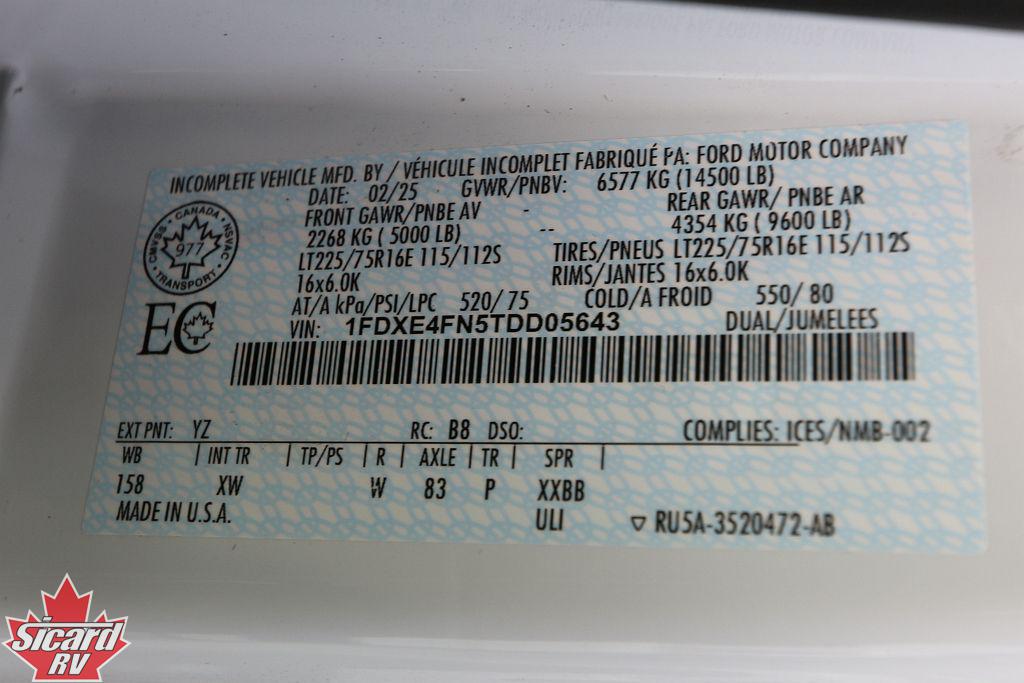 INCOMPLETE VEHICLE MFD. BY / VÉHICULE INCOMPLET FABRIQUÉ PA: FORD MOTOR COMPANY
DATE: 02/25 GVWR/PNBV: 6577 KG (14500 LB)
FRONT GAWR/PNBE AV - REAR GAWR/ PNBE AR
2268 KG ( 5000 LB) -- 4354 KG ( 9600 LB)
LT225/75R16E 115/112S TIRES/PNEUS LT225/75R16E 115/112S
16x6.0K RIMS/JANTES 16x6.0K
AT/A kPa/PSI/LPC 520/ 75 COLD/A FROID 550/ 80
VIN: 1FDXE4FN5TDD05643 DUAL/JUMELEES
CANADA
CMVSS NSVAC
977
TRANSPORT
EC
EXT PNT: YZ RC: B8 DSO: COMPLIES: ICES/NMB-002
WB | INT TR | TP/PS | R | AXLE | TR | SPR |
158 XW W 83 P XXBB
MADE IN U.S.A. ULI ▽ RU5A-3520472-AB
Sicard
RV